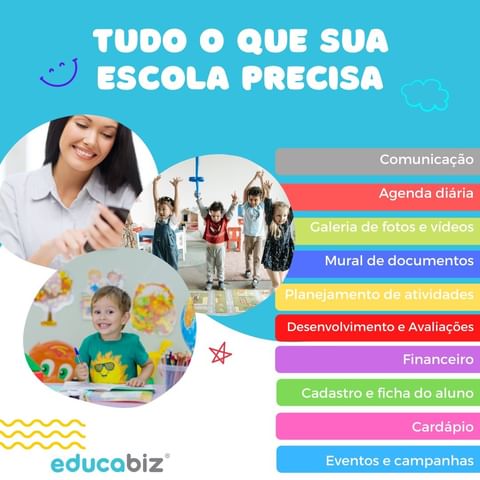 TUDO O QUE SUA
ESCOLA PRECISA
Comunicação
Agenda diária
Galeria de fotos e vídeos
Mural de documentos
Planejamento de atividades
Desenvolvimento e Avaliações
Financeiro
Cadastro e ficha do aluno
Cardápio
Eventos e campanhas
educabiz®